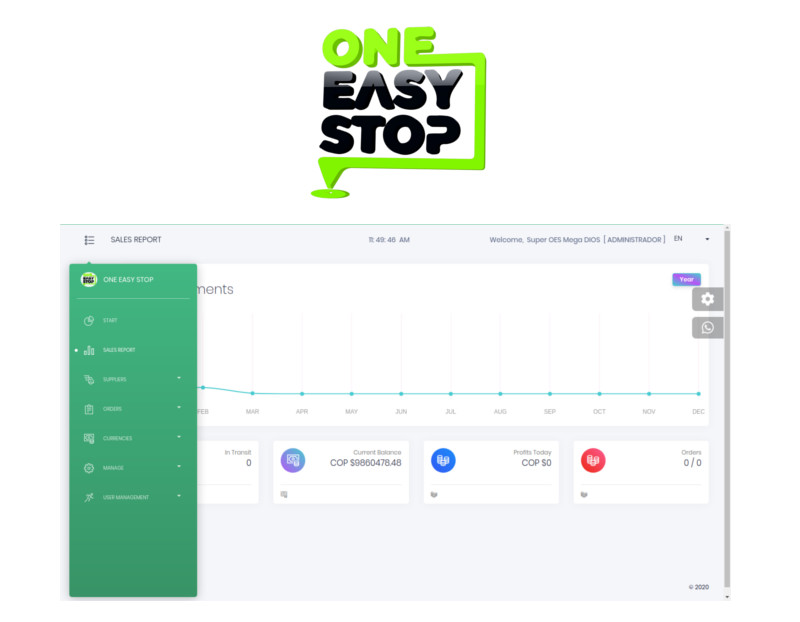 ONE
EASY
STOP
SALES REPORT
11: 49: 46 AM
Welcome, Super OES Mega DIOS [ ADMINISTRADOR ]
EN
ONE EASY STOP
ments
Year
START
SALES REPORT
SUPPLIERS
ORDERS
CURRENCIES
MANAGE
USER MANAGEMENT
FEB MAR APR MAY JUN JUL AUG SEP OCT NOV DEC
In Transit
0
Current Balance
COP $9860478.48
Profits Today
COP $0
Orders
0 / 0
© 2020